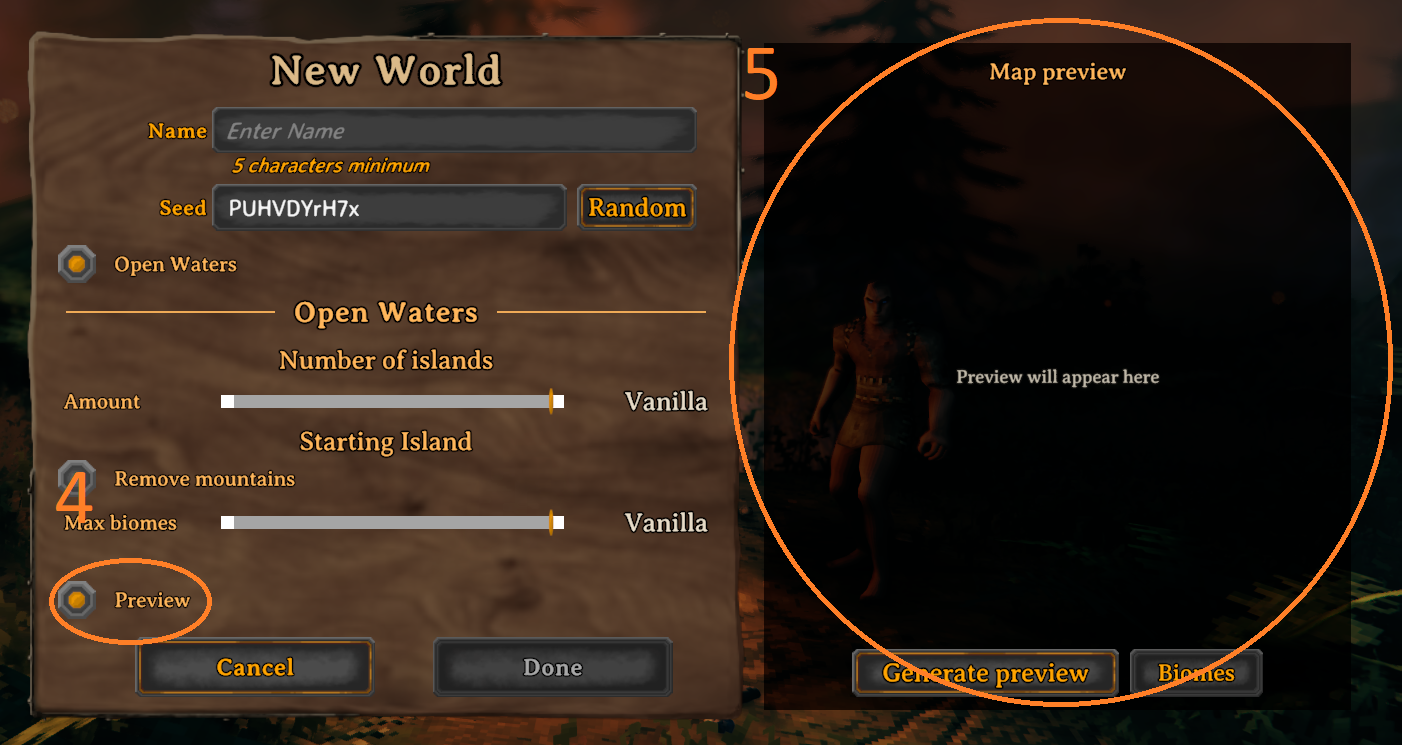 New World
Name
Enter Name
5 characters minimum
Seed
PUHVDYrH7x
Random
Open Waters
Open Waters
Number of islands
Amount
Vanilla
Starting Island
Remove mountains
4
Max biomes
Vanilla
Preview
Cancel
Done
5
Map preview
Preview will appear here
Generate preview
Biomes